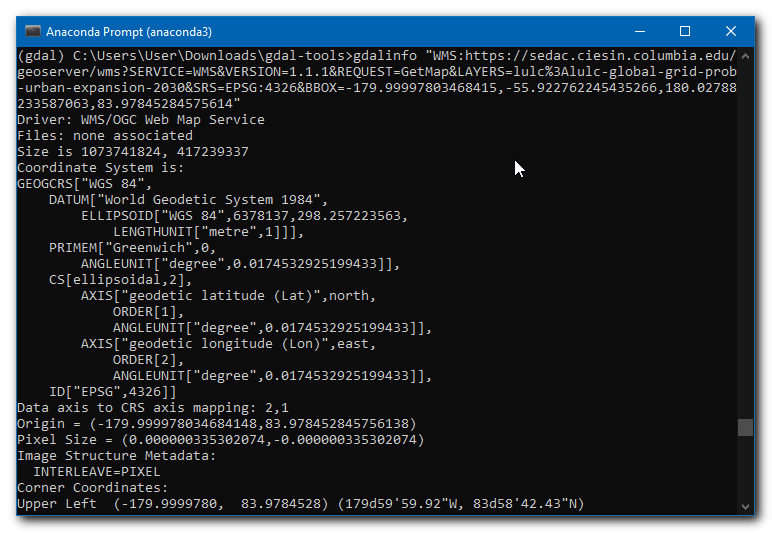 Anaconda Prompt (anaconda3)
(gdal) C:\Users\User\Downloads\gdal-tools>gdalinfo "WMS:https://sedac.ciesin.columbia.edu/
geoserver/wms?SERVICE=WMS&VERSION=1.1.1&REQUEST=GetMap&LAYERS=lulc%3Alulc-global-grid-prob
-urban-expansion-2030&SRS=EPSG:4326&BBOX=-179.99997803468415,-55.922762245435266,180.02788
233587063,83.97845284575614"
Driver: WMS/OGC Web Map Service
Files: none associated
Size is 1073741824, 417239337
Coordinate System is:
GEOGCRS["WGS 84",
    DATUM["World Geodetic System 1984",
        ELLIPSOID["WGS 84",6378137,298.257223563,
            LENGTHUNIT["metre",1]]],
    PRIMEM["Greenwich",0,
        ANGLEUNIT["degree",0.0174532925199433]],
    CS[ellipsoidal,2],
        AXIS["geodetic latitude (Lat)",north,
            ORDER[1],
            ANGLEUNIT["degree",0.0174532925199433]],
        AXIS["geodetic longitude (Lon)",east,
            ORDER[2],
            ANGLEUNIT["degree",0.0174532925199433]],
    ID["EPSG",4326]]
Data axis to CRS axis mapping: 2,1
Origin = (-179.999978034684148,83.978452845756138)
Pixel Size = (0.000000335302074,-0.000000335302074)
Image Structure Metadata:
  INTERLEAVE=PIXEL
Corner Coordinates:
Upper Left  (-179.9999780,  83.9784528) (179d59'59.92"W, 83d58'42.43"N)